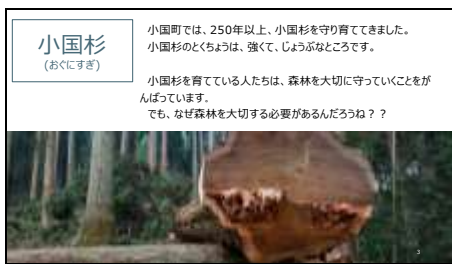 小国杉
(おぐにすぎ)
小国町では、250年以上、小国杉を守り育ててきました。
小国杉のとくちょうは、強くて、じょうぶなところです。
小国杉を育てている人たちは、森林を大切に守っていくことをが
んばっています。
でも、なぜ森林を大切する必要があるんだろうね？？
3